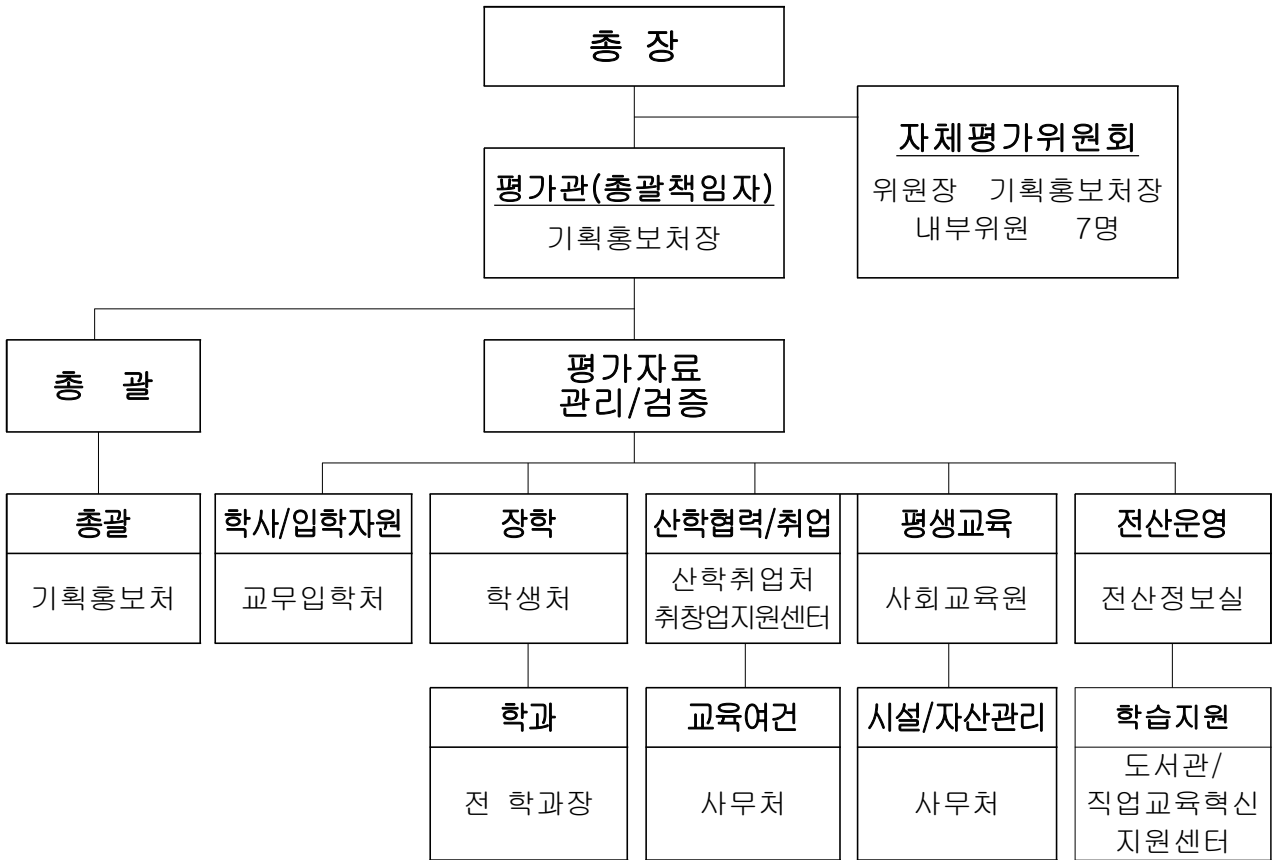 총 장
자체평가위원회
위원장 기획홍보처장
내부위원 7명
평가관(총괄책임자)
기획홍보처장
총 괄
평가자료
관리/검증
총괄
기획홍보처
학사/입학자원
교무입학처
장학
학생처
산학협력/취업
산학취업처
취창업지원센터
평생교육
사회교육원
전산운영
전산정보실
학과
전 학과장
교육여건
사무처
시설/자산관리
사무처
학습지원
도서관/
직업교육혁신
지원센터